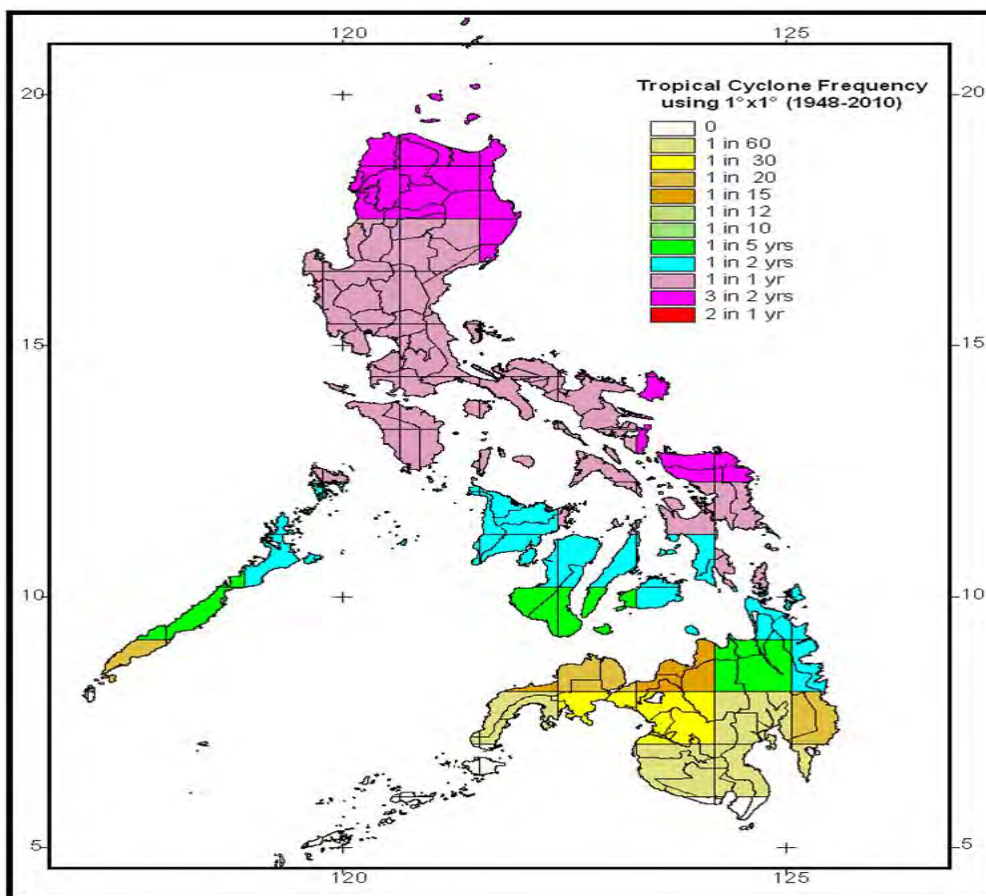 120 125
20 20
Tropical Cyclone Frequency
using 1°x1° (1948-2010)
0
1 in 60
1 in 30
1 in 20
1 in 15
1 in 12
1 in 10
1 in 5 yrs
1 in 2 yrs
1 in 1 yr
3 in 2 yrs
2 in 1 yr
15 15
10 10
5 5
120 125